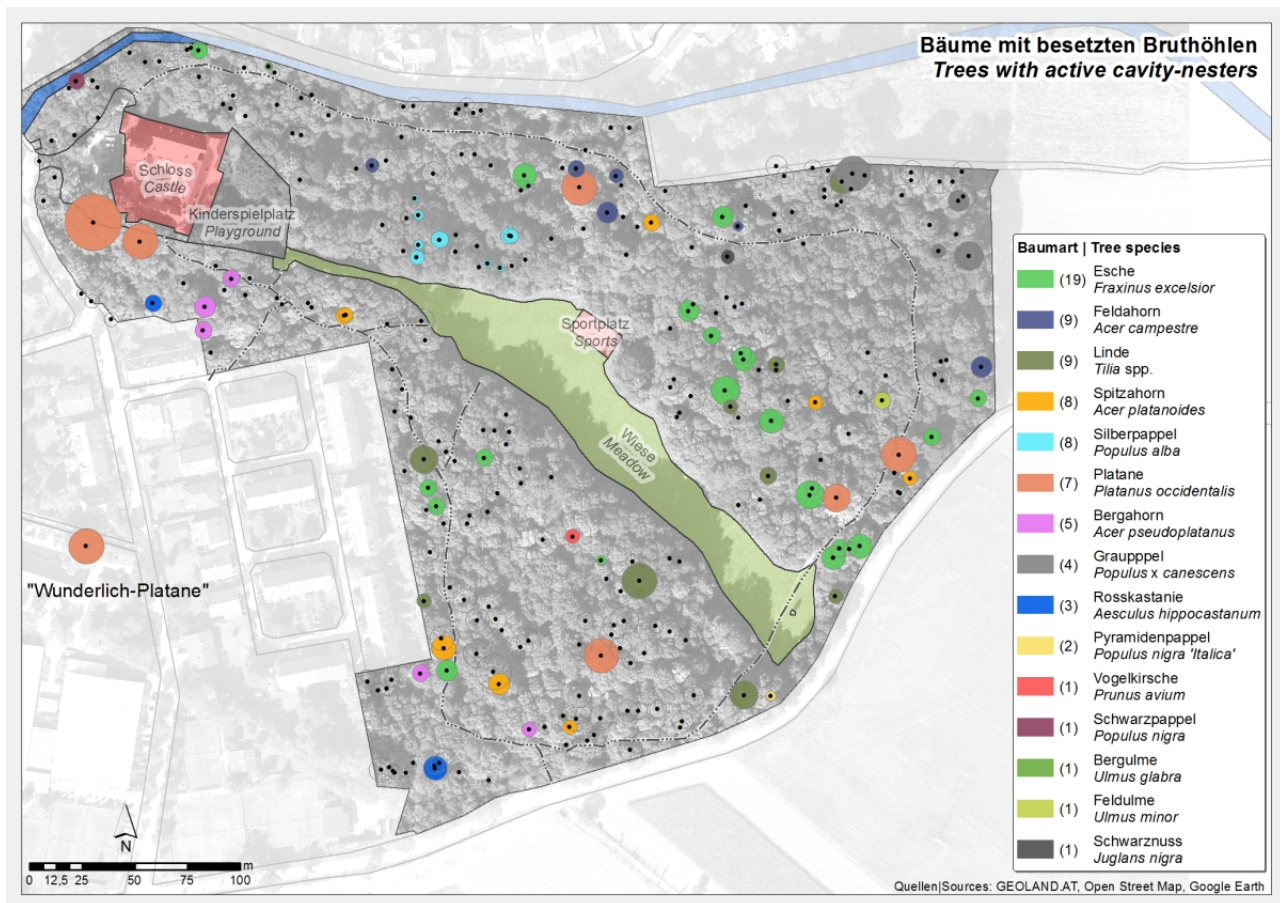 Bäume mit besetzten Bruthöhlen
Trees with active cavity-nesters
Schloss
Castle
Kinderspielplatz
Playground
Sportplatz
Sports
Wiese
Meadow
"Wunderlich-Platane"
Baumart | Tree species
(19) Esche
Fraxinus excelsior
(9) Feldahorn
Acer campestre
(9) Linde
Tilia spp.
(8) Spitzahorn
Acer platanoides
(8) Silberpappel
Populus alba
(7) Platane
Platanus occidentalis
(5) Bergahorn
Acer pseudoplatanus
(4) Graupppel
Populus x canescens
(3) Rosskastanie
Aesculus hippocastanum
(2) Pyramidenpappel
Populus nigra 'Italica'
(1) Vogelkirsche
Prunus avium
(1) Schwarzpappel
Populus nigra
(1) Bergulme
Ulmus glabra
(1) Feldulme
Ulmus minor
(1) Schwarznuss
Juglans nigra
N
m
0 12,5 25 50 75 100
Quellen|Sources: GEOLAND.AT, Open Street Map, Google Earth